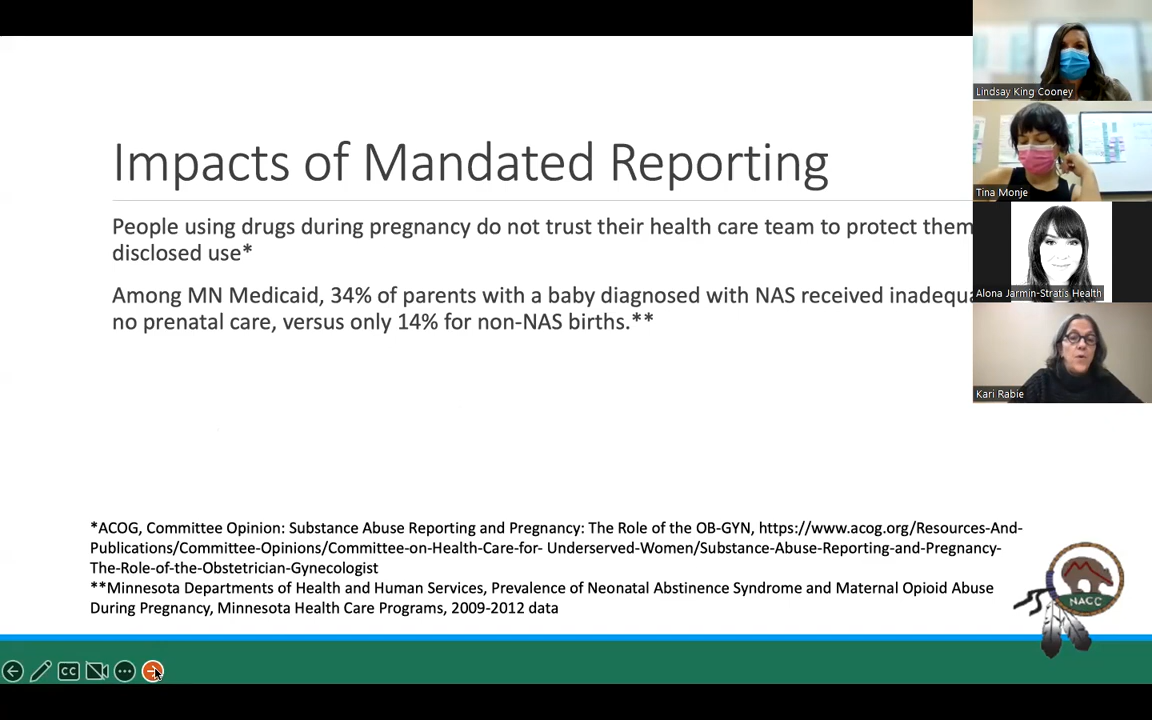 Impacts of Mandated Reporting
People using drugs during pregnancy do not trust their health care team to protect them
disclosed use*
Among MN Medicaid, 34% of parents with a baby diagnosed with NAS received
no prenatal care, versus only 14% for non-NAS births.**
*ACOG, Committee Opinion: Substance Abuse Reporting and Pregnancy: The Role of the OB-GYN, https://www.acog.org/Resources-And-
Publications/Committee-Opinions/Committee-on-Health-Care-for- Underserved-Women/Substance-Abuse-Reporting-and-Pregnancy-
The-Role-of-the-Obstetrician-Gynecologist
**Minnesota Departments of Health and Human Services, Prevalence of Neonatal Abstinence Syndrome and Maternal Opioid Abuse
During Pregnancy, Minnesota Health Care Programs, 2009-2012 data
NACC
CC
Lindsay King Cooney
Tina Monje
Alona Jarmin-Stratis Health
Kari Rabie